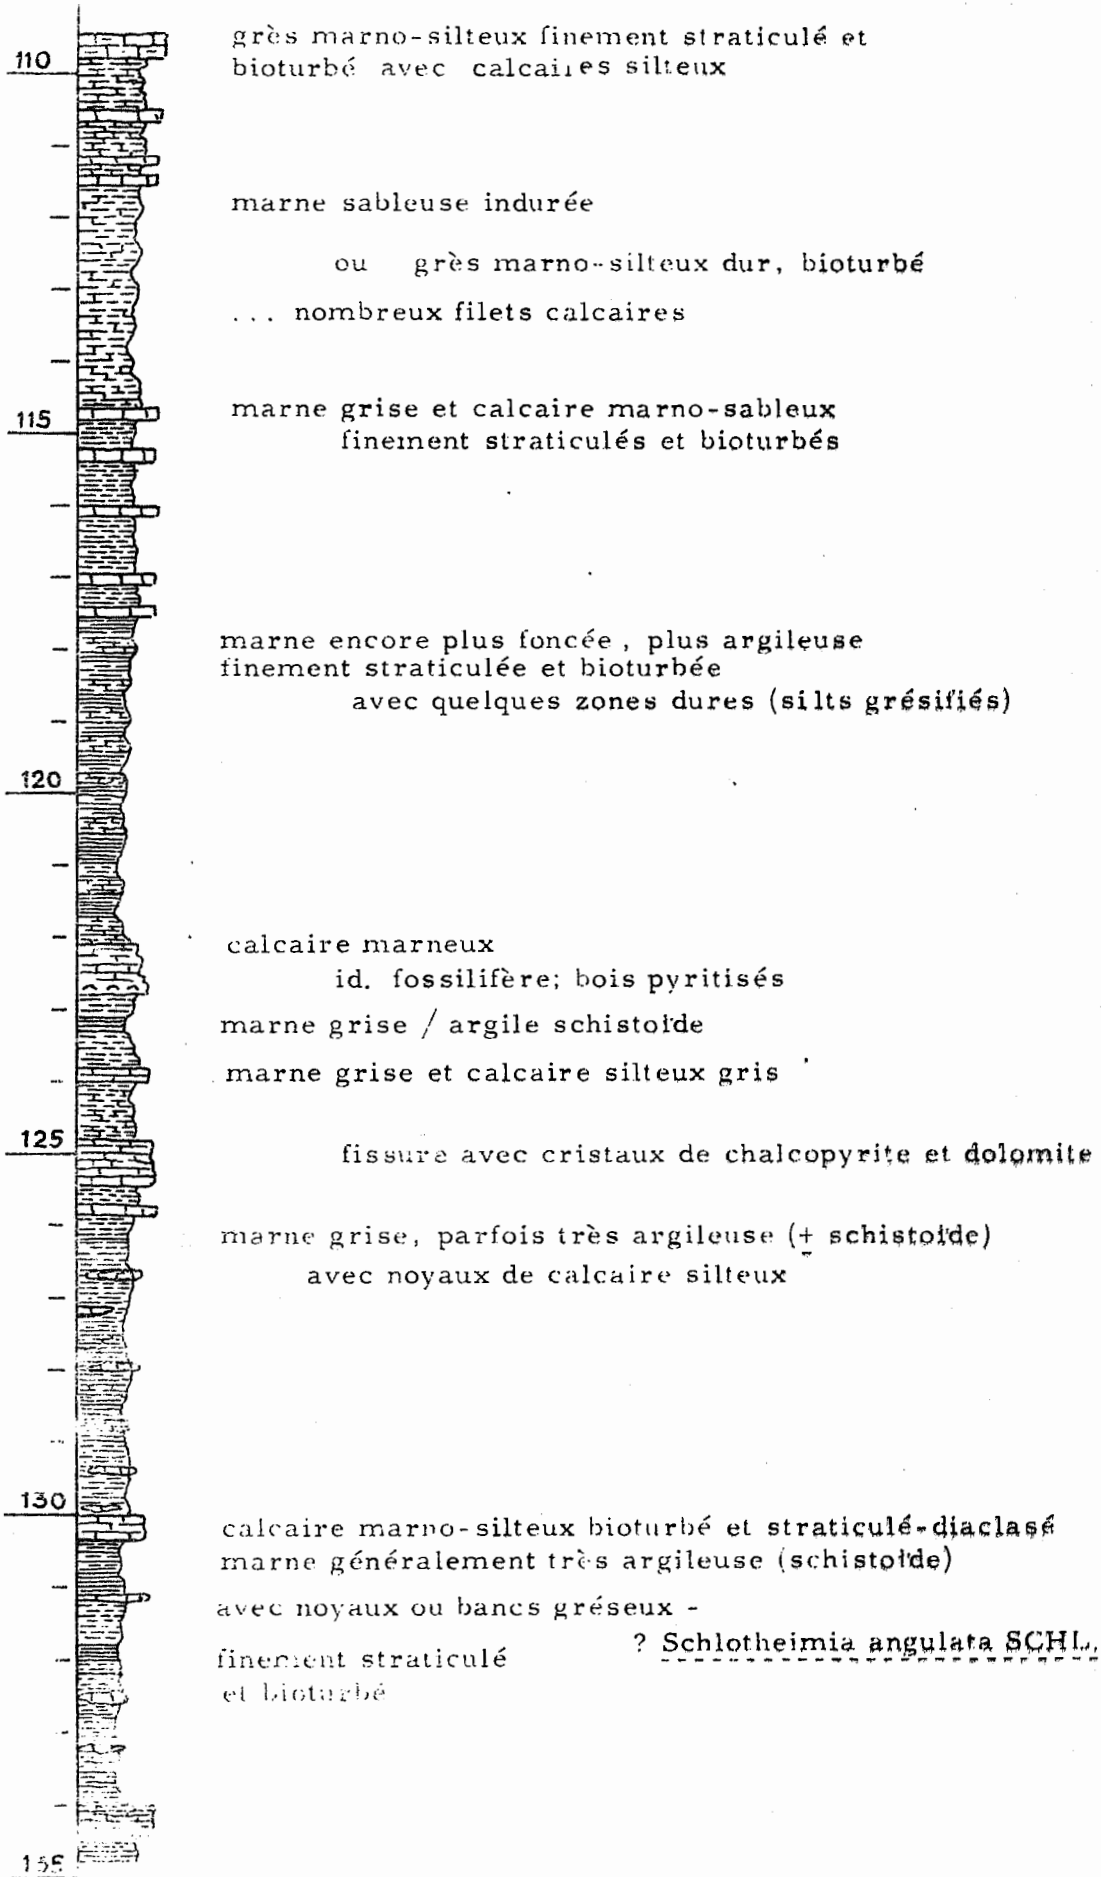 grès marno-silteux finement straticulé et
110
bioturbé avec calcaires silteux
marne sableuse indurée
ou grès marno-silteux dur, bioturbé
... nombreux filets calcaires
marne grise et calcaire marno-sableux
115
finement straticulés et bioturbés
marne encore plus foncée, plus argileuse
finement straticulée et bioturbée
avec quelques zones dures (silts grésifiés)
120
calcaire marneux
id. fossilifère; bois pyritisés
marne grise / argile schistoïde
marne grise et calcaire silteux gris
125
fissure avec cristaux de chalcopyrite et dolomite
marne grise, parfois très argileuse (± schistoïde)
avec noyaux de calcaire silteux
130
calcaire marno-silteux bioturbé et straticulé-diaclasé
marne généralement très argileuse (schistoïde)
avec noyaux ou bancs gréseux -
? Schlotheimia angulata SCHL.
finement straticulé
et bioturbé
135